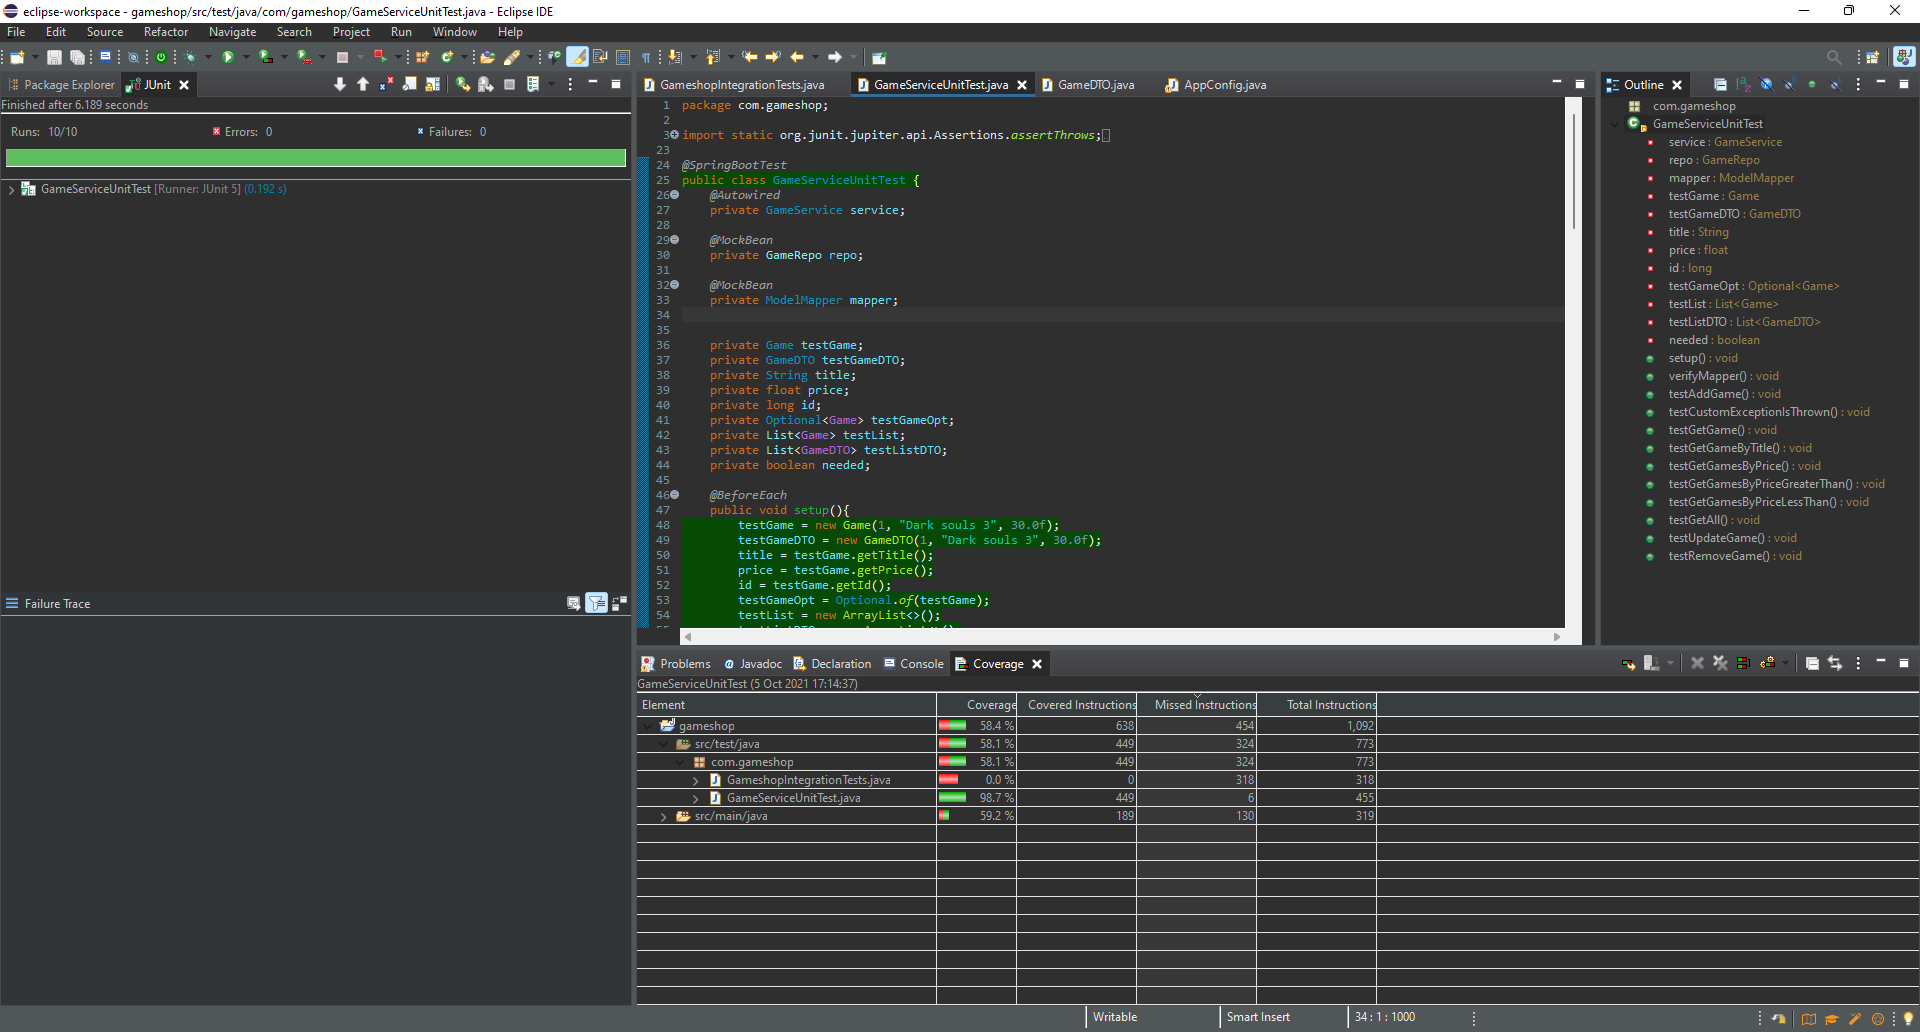 eclipse-workspace - gameshop/src/test/java/com/gameshop/GameServiceUnitTest.java - Eclipse IDE
File Edit Source Refactor Navigate Search Project Run Window Help
Package Explorer JUnit
Finished after 6.189 seconds
Runs: 10/10 Errors: 0 Failures: 0
GameServiceUnitTest [Runner: JUnit 5] (0.192 s)
Failure Trace
GameshopIntegrationTests.java GameServiceUnitTest.java GameDTO.java AppConfig.java
1 package com.gameshop;
2
3 import static org.junit.jupiter.api.Assertions.assertThrows;
23
24 @SpringBootTest
25 public class GameServiceUnitTest {
26 @Autowired
27 private GameService service;
28
29 @MockBean
30 private GameRepo repo;
31
32 @MockBean
33 private ModelMapper mapper;
34
35
36 private Game testGame;
37 private GameDTO testGameDTO;
38 private String title;
39 private float price;
40 private long id;
41 private Optional<Game> testGameOpt;
42 private List<Game> testList;
43 private List<GameDTO> testListDTO;
44 private boolean needed;
45
46 @BeforeEach
47 public void setup(){
48 testGame = new Game(1, "Dark souls 3", 30.0f);
49 testGameDTO = new GameDTO(1, "Dark souls 3", 30.0f);
50 title = testGame.getTitle();
51 price = testGame.getPrice();
52 id = testGame.getId();
53 testGameOpt = Optional.of(testGame);
54 testList = new ArrayList<>();
Outline
com.gameshop
GameServiceUnitTest
service : GameService
repo : GameRepo
mapper : ModelMapper
testGame : Game
testGameDTO : GameDTO
title : String
price : float
id : long
testGameOpt : Optional<Game>
testList : List<Game>
testListDTO : List<GameDTO>
needed : boolean
setup() : void
verifyMapper() : void
testAddGame() : void
testCustomExceptionIsThrown() : void
testGetGame() : void
testGetGameByTitle() : void
testGetGamesByPrice() : void
testGetGamesByPriceGreaterThan() : void
testGetGamesByPriceLessThan() : void
testGetAll() : void
testUpdateGame() : void
testRemoveGame() : void
Problems Javadoc Declaration Console Coverage
GameServiceUnitTest (5 Oct 2021 17:14:37)
Element Coverage Covered Instructions Missed Instructions Total Instructions
gameshop 58.4 % 638 454 1,092
src/test/java 58.1 % 449 324 773
com.gameshop 58.1 % 449 324 773
GameshopIntegrationTests.java 0.0 % 0 318 318
GameServiceUnitTest.java 98.7 % 449 6 455
src/main/java 59.2 % 189 130 319
Writable Smart Insert 34 : 1 : 1000